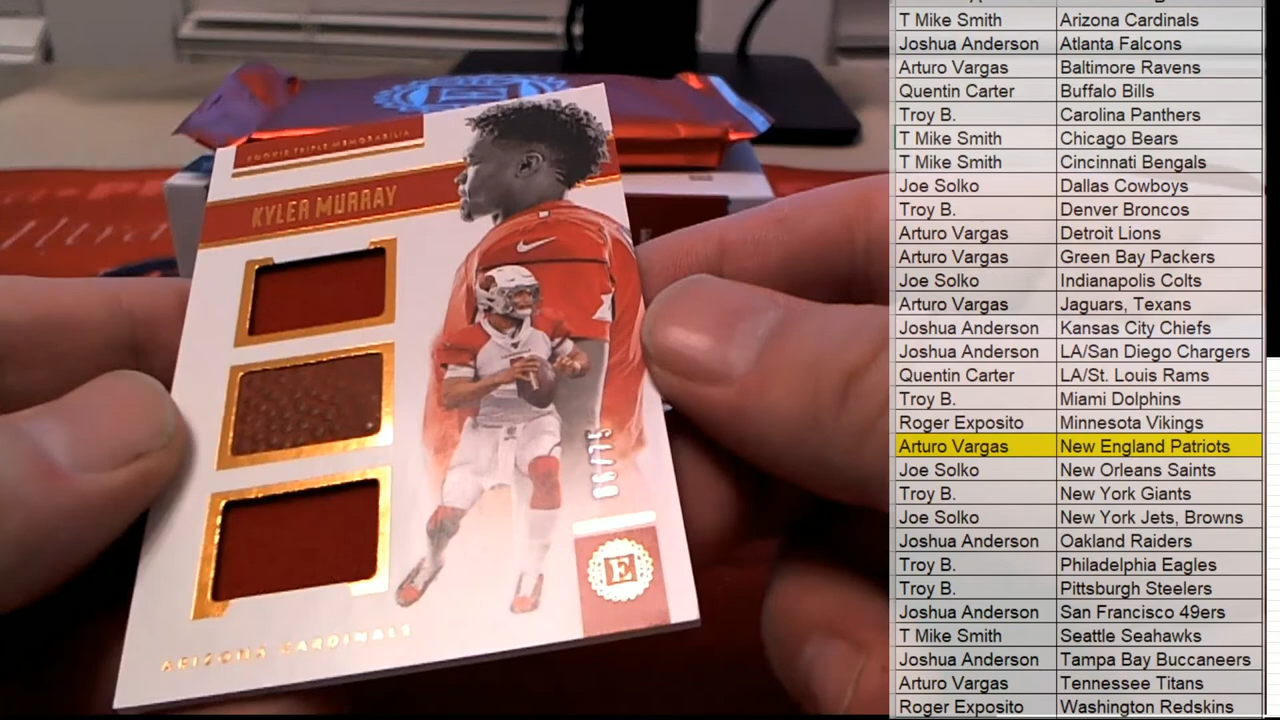 ROOKIE TRIPLE MEMORABILIA
KYLER MURRAY
E
ARIZONA CARDINALS
T Mike Smith Arizona Cardinals
Joshua Anderson Atlanta Falcons
Arturo Vargas Baltimore Ravens
Quentin Carter Buffalo Bills
Troy B. Carolina Panthers
T Mike Smith Chicago Bears
T Mike Smith Cincinnati Bengals
Joe Solko Dallas Cowboys
Troy B. Denver Broncos
Arturo Vargas Detroit Lions
Arturo Vargas Green Bay Packers
Joe Solko Indianapolis Colts
Arturo Vargas Jaguars, Texans
Joshua Anderson Kansas City Chiefs
Joshua Anderson LA/San Diego Chargers
Quentin Carter LA/St. Louis Rams
Troy B. Miami Dolphins
Roger Exposito Minnesota Vikings
Arturo Vargas New England Patriots
Joe Solko New Orleans Saints
Troy B. New York Giants
Joe Solko New York Jets, Browns
Joshua Anderson Oakland Raiders
Troy B. Philadelphia Eagles
Troy B. Pittsburgh Steelers
Joshua Anderson San Francisco 49ers
T Mike Smith Seattle Seahawks
Joshua Anderson Tampa Bay Buccaneers
Arturo Vargas Tennessee Titans
Roger Exposito Washington Redskins